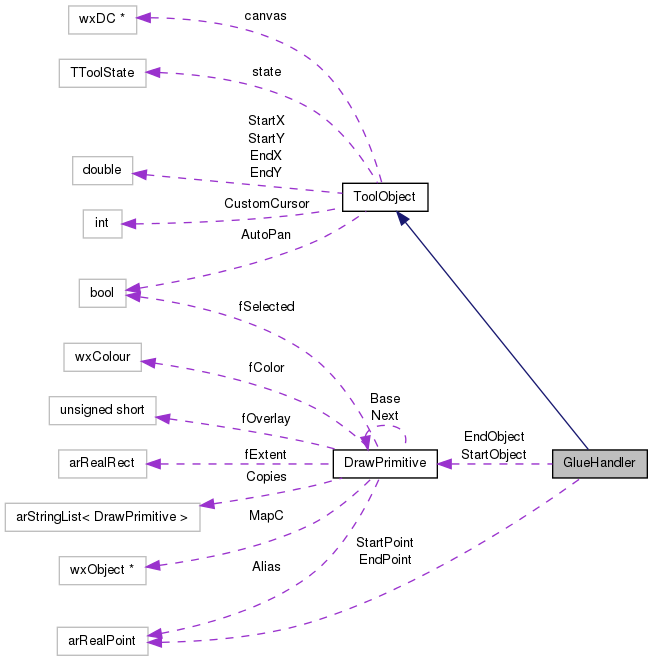 wxDC *
canvas
TToolState
state
StartX
StartY
EndX
EndY
double
ToolObject
int
CustomCursor
AutoPan
bool
fSelected
wxColour
fColor
Base
Next
unsigned short
fOverlay
EndObject
StartObject
arRealRect
fExtent
DrawPrimitive
GlueHandler
Copies
arStringList< DrawPrimitive >
MapC
StartPoint
EndPoint
wxObject *
Alias
arRealPoint